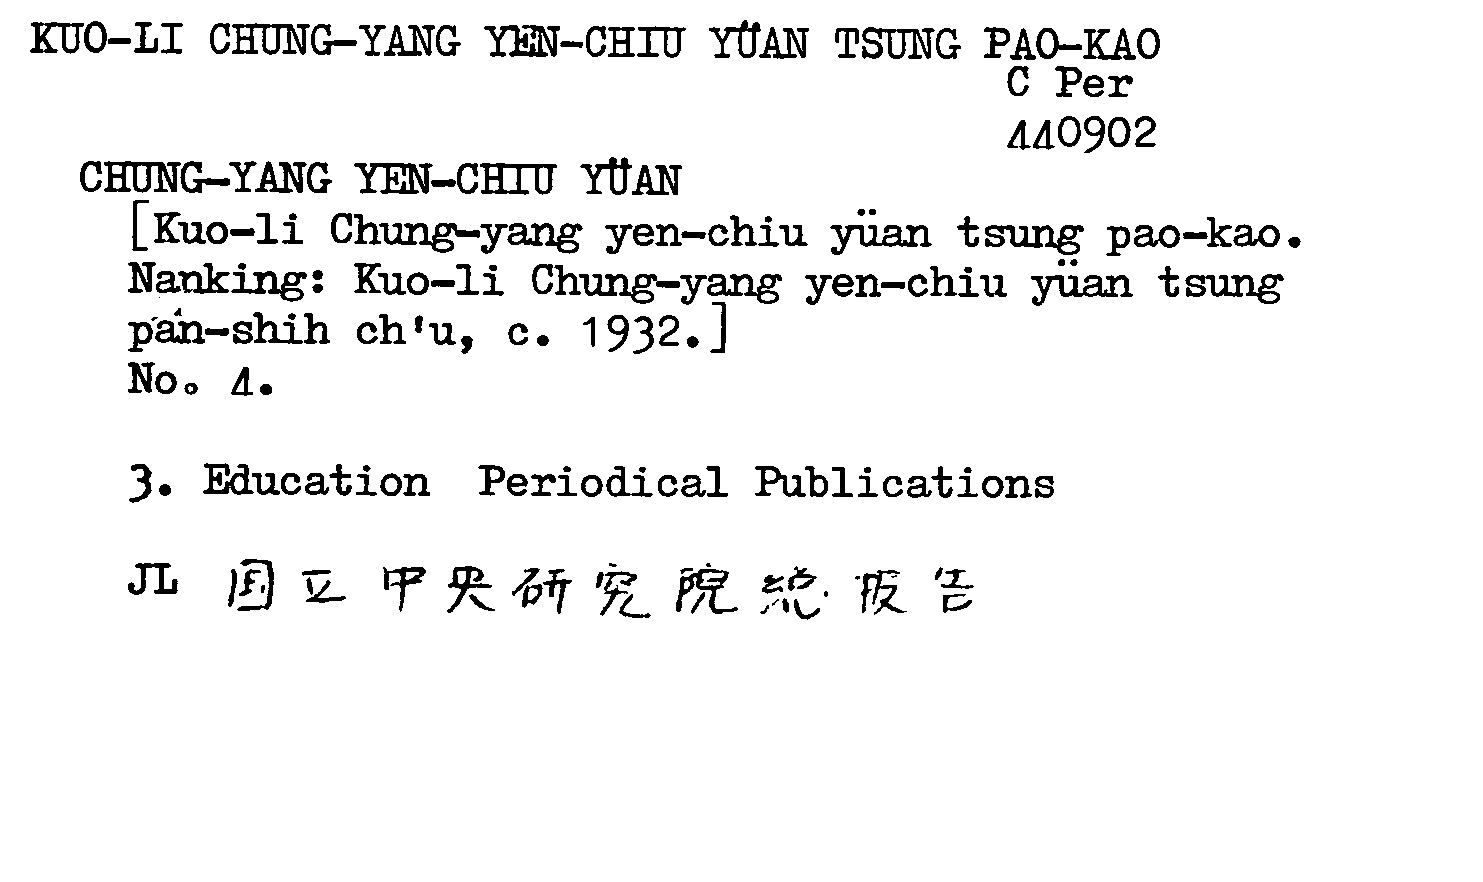 KUO-LI CHUNG-YANG YEN-CHIU YÜAN TSUNG PAO-KAO
C Per
440902
CHUNG-YANG YEN-CHIU YÜAN
[Kuo-li Chung-yang yen-chiu yüan tsung pao-kao.
Nanking: Kuo-li Chung-yang yen-chiu yüan tsung
pan-shih ch'u, c. 1932.]
No. 4.
3. Education Periodical Publications
JL 国立中央研究院総报告